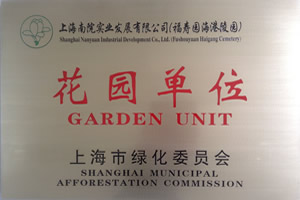 上海南院实业发展有限公司(福寿园海港陵园)
Shanghai Nanyuan Industrial Development Co., Ltd. (Fushouyuan Haigang Cemetery)
花园单位
GARDEN UNIT
上海市绿化委员会
SHANGHAI MUNICIPAL
AFFORESTATION COMMISSION